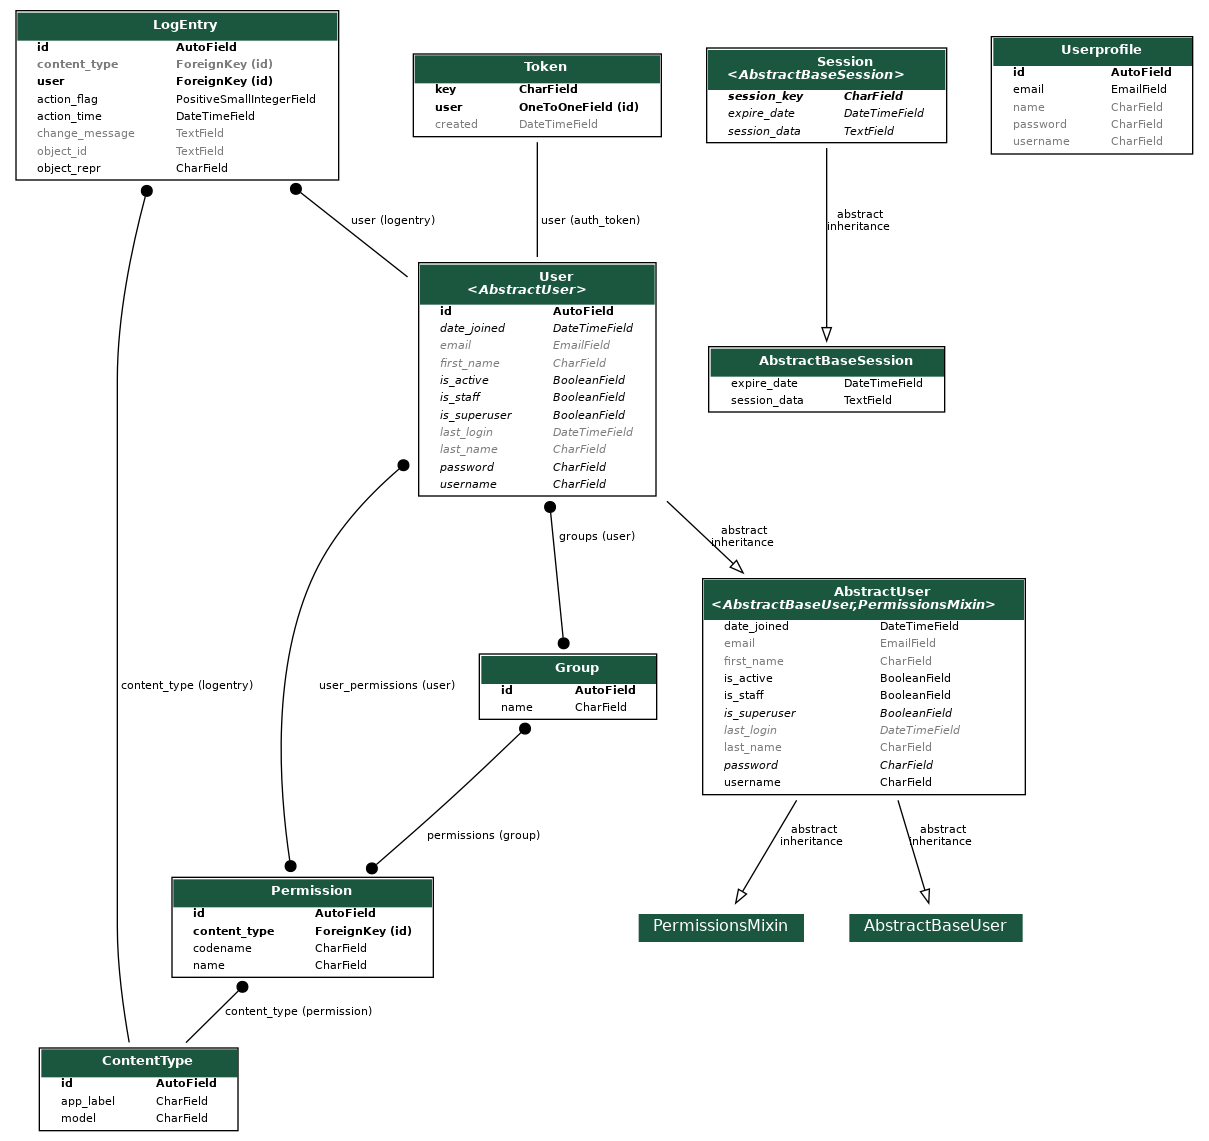 LogEntry
id AutoField
content_type ForeignKey (id)
user ForeignKey (id)
action_flag PositiveSmallIntegerField
action_time DateTimeField
change_message TextField
object_id TextField
object_repr CharField
Token
key CharField
user OneToOneField (id)
created DateTimeField
Session
<AbstractBaseSession>
session_key CharField
expire_date DateTimeField
session_data TextField
Userprofile
id AutoField
email EmailField
name CharField
password CharField
username CharField
user (logentry)
user (auth_token)
abstract
inheritance
User
<AbstractUser>
id AutoField
date_joined DateTimeField
email EmailField
first_name CharField
is_active BooleanField
is_staff BooleanField
is_superuser BooleanField
last_login DateTimeField
last_name CharField
password CharField
username CharField
AbstractBaseSession
expire_date DateTimeField
session_data TextField
groups (user)
abstract
inheritance
AbstractUser
<AbstractBaseUser,PermissionsMixin>
date_joined DateTimeField
email EmailField
first_name CharField
is_active BooleanField
is_staff BooleanField
is_superuser BooleanField
last_login DateTimeField
last_name CharField
password CharField
username CharField
content_type (logentry)
user_permissions (user)
Group
id AutoField
name CharField
permissions (group)
abstract
inheritance
abstract
inheritance
Permission
id AutoField
content_type ForeignKey (id)
codename CharField
name CharField
PermissionsMixin
AbstractBaseUser
content_type (permission)
ContentType
id AutoField
app_label CharField
model CharField